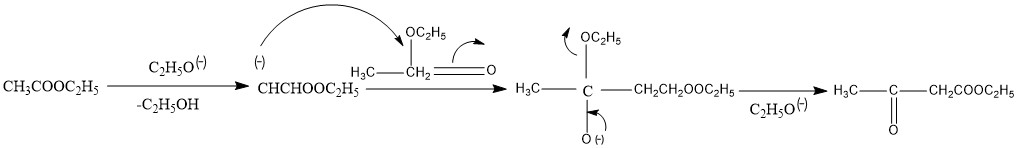 CH₃COOC₂H₅
C₂H₅O(-)
-C₂H₅OH
(-)
CHCHOOC₂H₅
OC₂H₅
H₃C CH₂ O
OC₂H₅
H₃C C CH₂CH₂OOC₂H₅
O (-)
C₂H₅O(-)
H₃C C CH₂COOC₂H₅
O